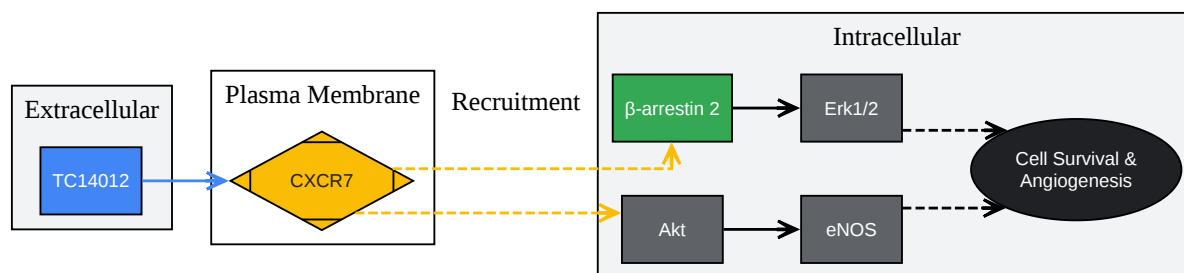 Extracellular
TC14012
Plasma Membrane
CXCR7
Recruitment
Intracellular
β-arrestin 2
Erk1/2
Akt
eNOS
Cell Survival &
Angiogenesis